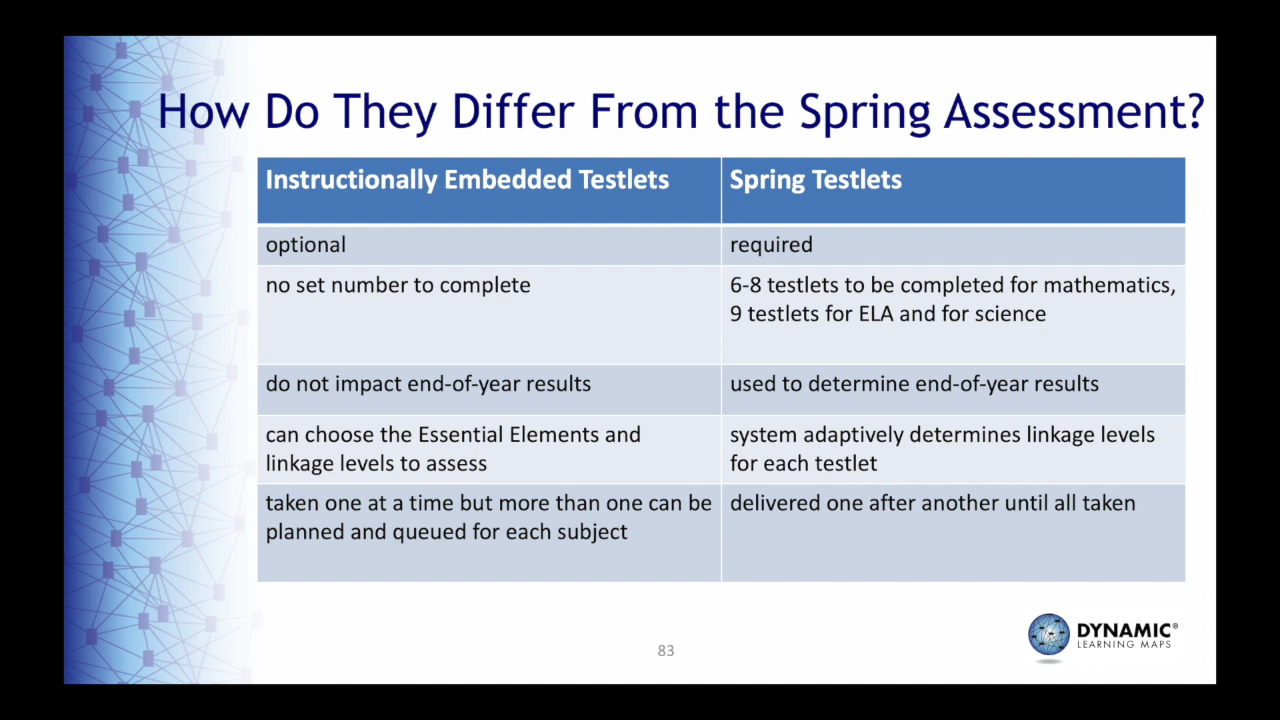 How Do They Differ From the Spring Assessment?
Instructionally Embedded Testlets
Spring Testlets
optional
required
no set number to complete
6-8 testlets to be completed for mathematics,
9 testlets for ELA and for science
do not impact end-of-year results
used to determine end-of-year results
can choose the Essential Elements and
linkage levels to assess
system adaptively determines linkage levels
for each testlet
taken one at a time but more than one can be
planned and queued for each subject
delivered one after another until all taken
83
DYNAMIC®
LEARNING MAPS